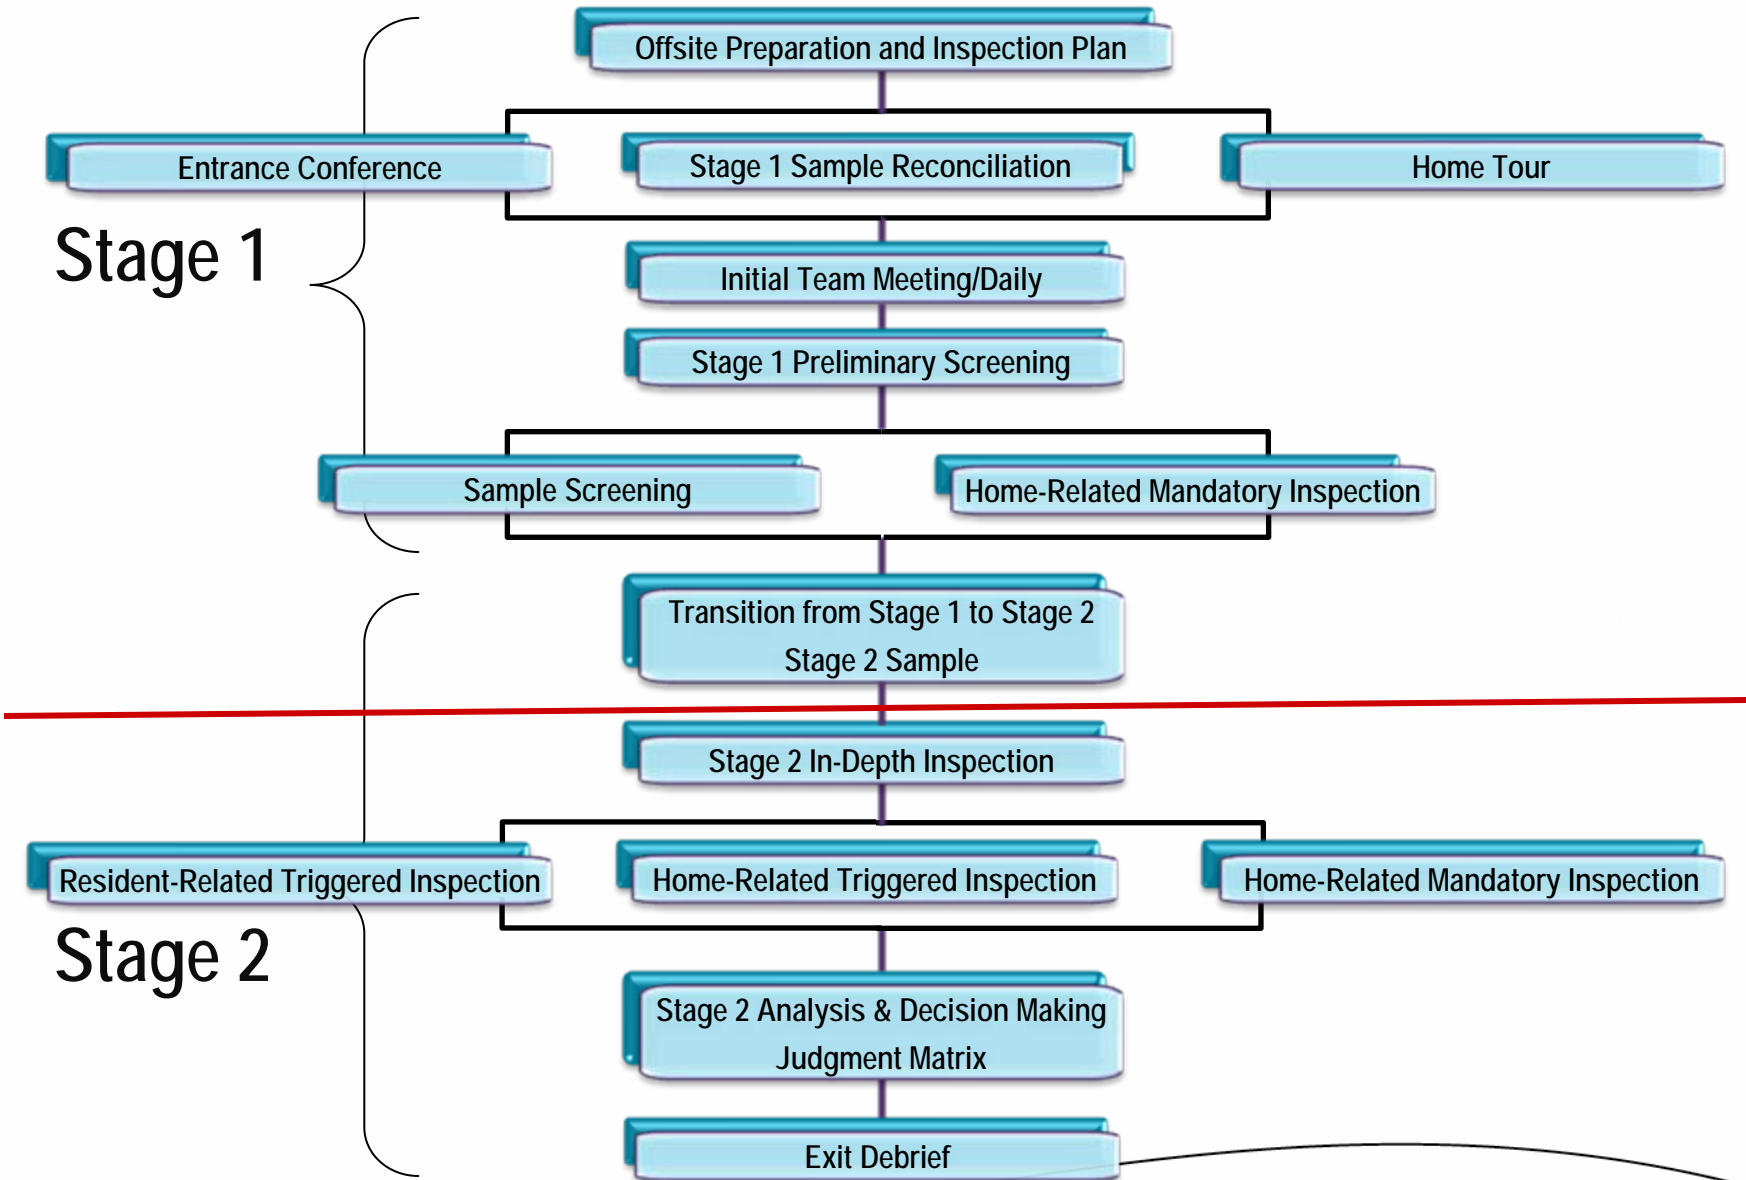 Offsite Preparation and Inspection Plan
Entrance Conference
Stage 1 Sample Reconciliation
Home Tour
Stage 1
Initial Team Meeting/Daily
Stage 1 Preliminary Screening
Sample Screening
Home-Related Mandatory Inspection
Transition from Stage 1 to Stage 2
Stage 2 Sample
Stage 2 In-Depth Inspection
Resident-Related Triggered Inspection
Home-Related Triggered Inspection
Home-Related Mandatory Inspection
Stage 2
Stage 2 Analysis & Decision Making
Judgment Matrix
Exit Debrief